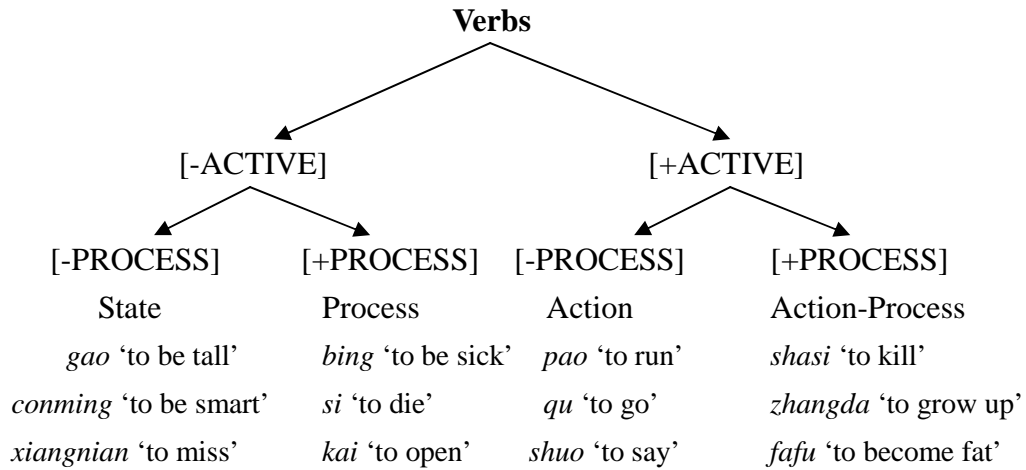 Verbs
[-ACTIVE] [+ACTIVE]
[-PROCESS] [+PROCESS] [-PROCESS] [+PROCESS]
State Process Action Action-Process
gao ‘to be tall’ bing ‘to be sick’ pao ‘to run’ shasi ‘to kill’
conming ‘to be smart’ si ‘to die’ qu ‘to go’ zhangda ‘to grow up’
xiangnian ‘to miss’ kai ‘to open’ shuo ‘to say’ fafu ‘to become fat’